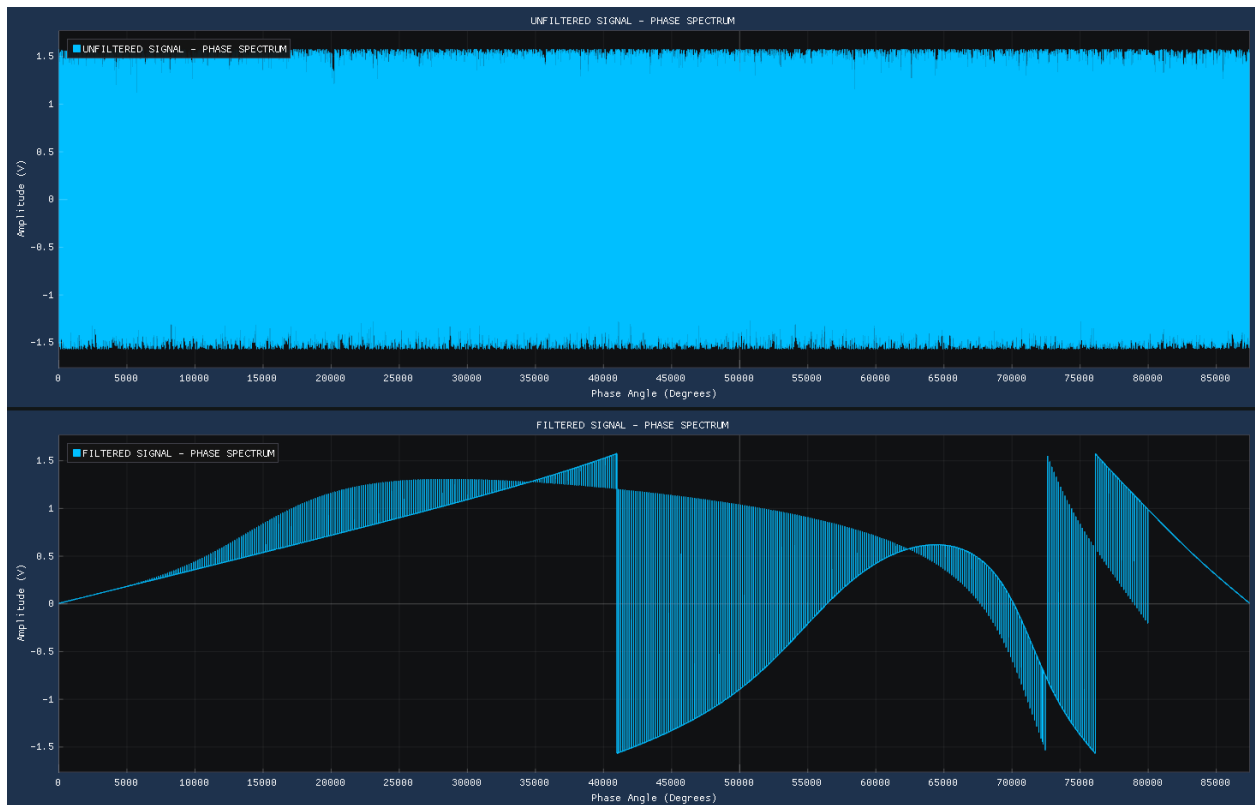 UNFILTERED SIGNAL – PHASE SPECTRUM
UNFILTERED SIGNAL – PHASE SPECTRUM
Amplitude (V)
1.5
1
0.5
0
-0.5
-1
-1.5
0 5000 10000 15000 20000 25000 30000 35000 40000 45000 50000 55000 60000 65000 70000 75000 80000 85000
Phase Angle (Degrees)
FILTERED SIGNAL – PHASE SPECTRUM
FILTERED SIGNAL – PHASE SPECTRUM
Amplitude (V)
1.5
1
0.5
0
-0.5
-1
-1.5
0 5000 10000 15000 20000 25000 30000 35000 40000 45000 50000 55000 60000 65000 70000 75000 80000 85000
Phase Angle (Degrees)